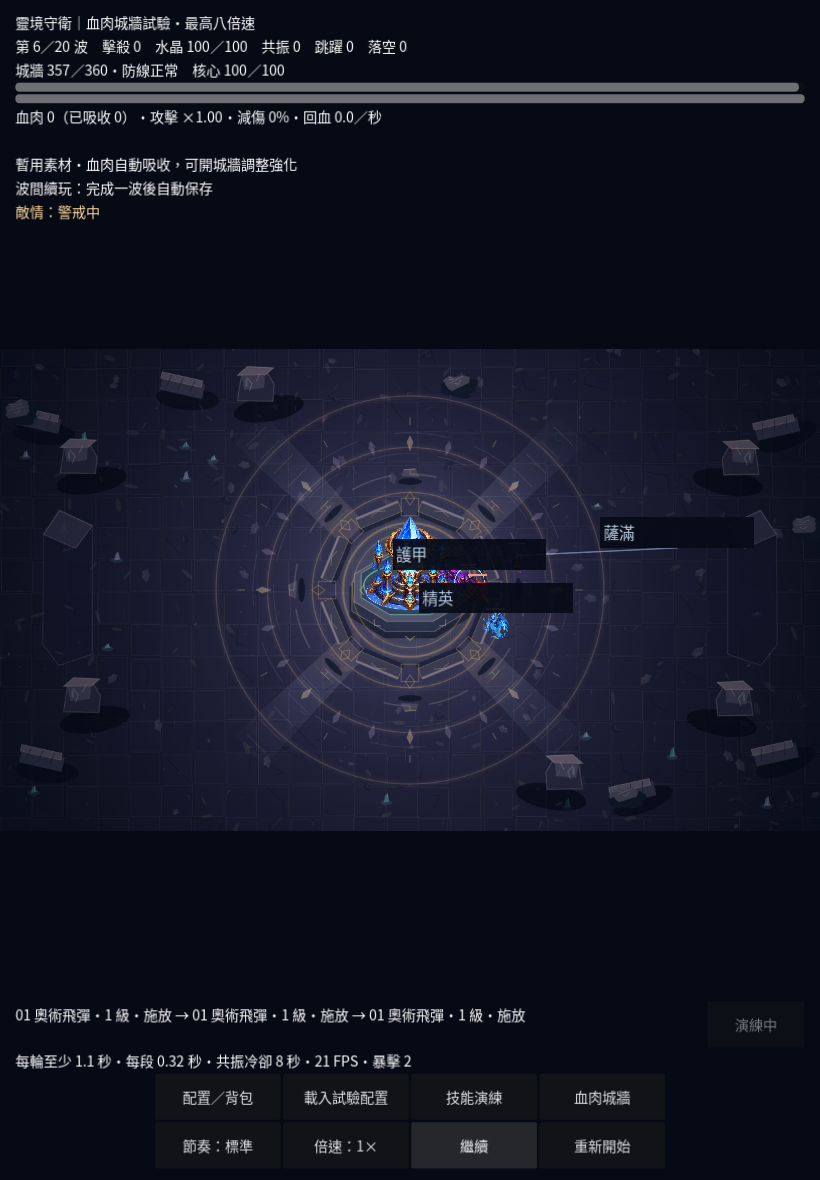 靈境守衛｜血肉城牆試驗・最高八倍速
第 6／20 波　擊殺 0　水晶 100／100　共振 0　跳躍 0　落空 0
城牆 357／360・防線正常　核心 100／100
血肉 0（已吸收 0）・攻擊 ×1.00・減傷 0%・回血 0.0／秒
暫用素材・血肉自動吸收，可開城牆調整強化
波間續玩：完成一波後自動保存
敵情：警戒中
薩滿
護甲
精英
01 奧術飛彈・1 級・施放 → 01 奧術飛彈・1 級・施放 → 01 奧術飛彈・1 級・施放
演練中
每輪至少 1.1 秒・每段 0.32 秒・共振冷卻 8 秒・21 FPS・暴擊 2
配置／背包　載入試驗配置　技能演練　血肉城牆
節奏：標準　倍速：1×　繼續　重新開始